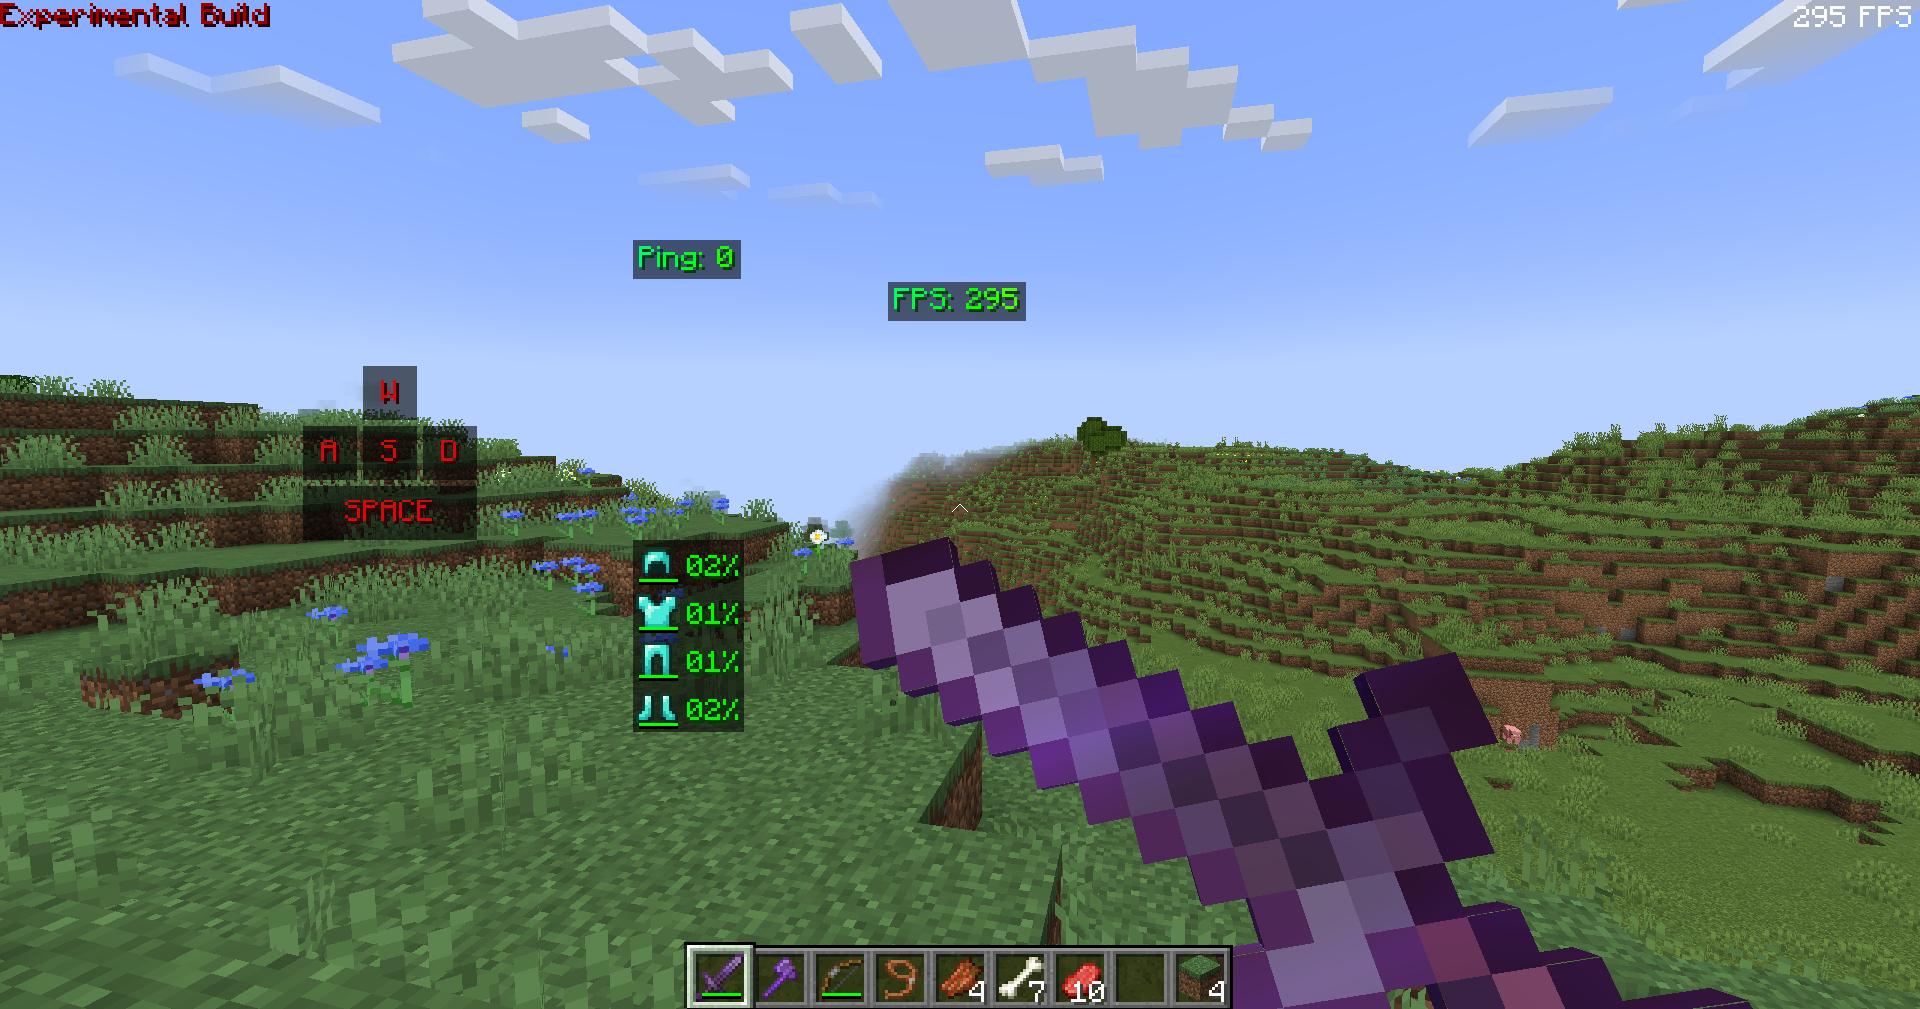 Experimental Build
295 FPS
Ping: 0
FPS: 295
W
A S D
SPACE
02%
01%
01%
02%
4 7 10 4